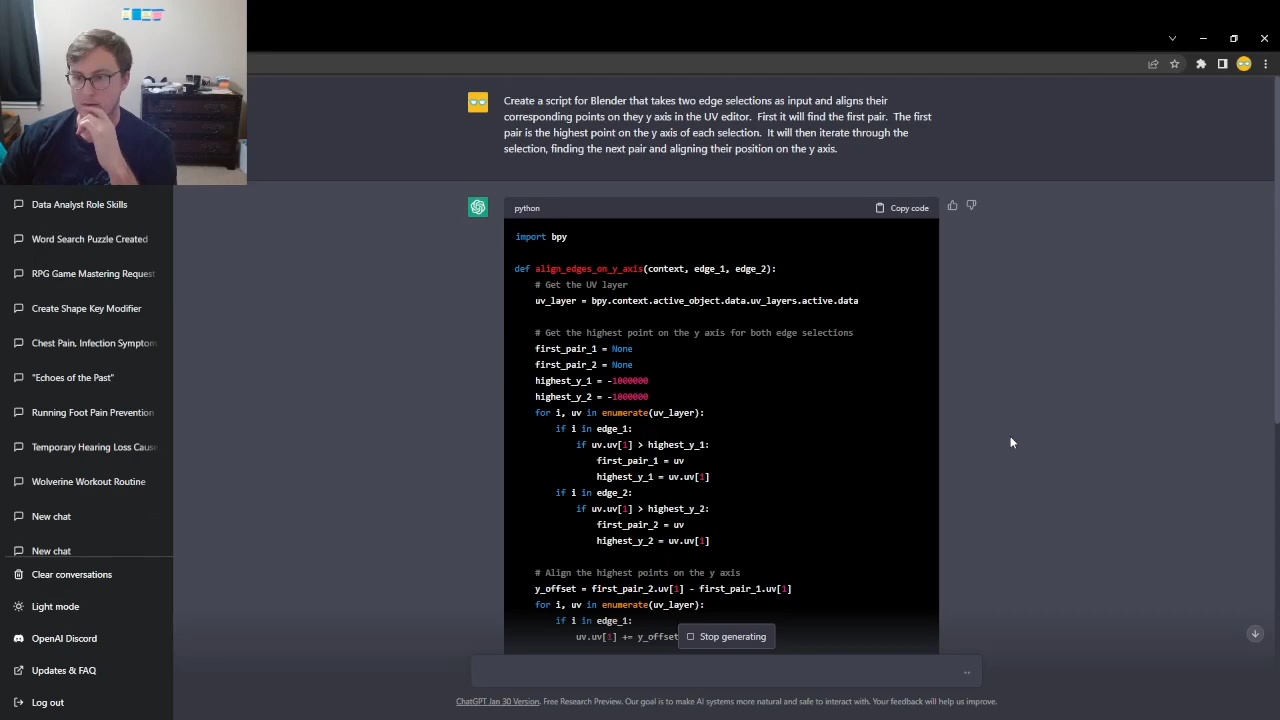 Create a script for Blender that takes two edge selections as input and aligns their
corresponding points on they y axis in the UV editor. First it will find the first pair. The first
pair is the highest point on the y axis of each selection. It will then iterate through the
selection, finding the next pair and aligning their position on the y axis.
Data Analyst Role Skills
Word Search Puzzle Created
RPG Game Mastering Request
Create Shape Key Modifier
Chest Pain, Infection Symptom
"Echoes of the Past"
Running Foot Pain Prevention
Temporary Hearing Loss Cause
Wolverine Workout Routine
New chat
New chat
Clear conversations
Light mode
OpenAI Discord
Updates & FAQ
Log out
python
Copy code
import bpy
def align_edges_on_y_axis(context, edge_1, edge_2):
# Get the UV layer
uv_layer = bpy.context.active_object.data.uv_layers.active.data
# Get the highest point on the y axis for both edge selections
first_pair_1 = None
first_pair_2 = None
highest_y_1 = -1000000
highest_y_2 = -1000000
for i, uv in enumerate(uv_layer):
if i in edge_1:
if uv.uv[1] > highest_y_1:
first_pair_1 = uv
highest_y_1 = uv.uv[1]
if i in edge_2:
if uv.uv[1] > highest_y_2:
first_pair_2 = uv
highest_y_2 = uv.uv[1]
# Align the highest points on the y axis
y_offset = first_pair_2.uv[1] - first_pair_1.uv[1]
for i, uv in enumerate(uv_layer):
if i in edge_1:
uv.uv[1] += y_offset
Stop generating
ChatGPT Jan 30 Version. Free Research Preview. Our goal is to make AI systems more natural and safe to interact with. Your feedback will help us improve.